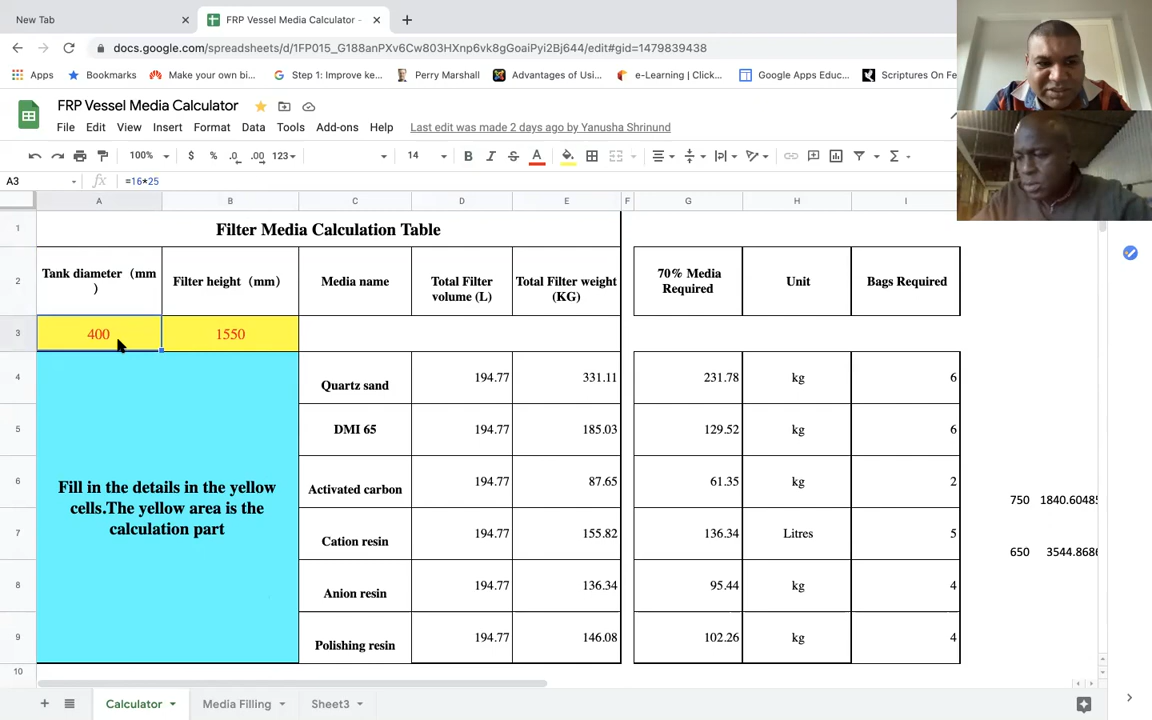 New Tab
FRP Vessel Media Calculator -
docs.google.com/spreadsheets/d/1FP015_G188anPXv6Cw803HXnp6vk8gGoaiPyi2Bj644/edit#gid=1479839438
Apps
Bookmarks
Make your own bi...
Step 1: Improve ke...
Perry Marshall
Advantages of Usi...
e-Learning | Click...
Google Apps Educ...
Scriptures On Fe
FRP Vessel Media Calculator
File Edit View Insert Format Data Tools Add-ons Help
Last edit was made 2 days ago by Yanusha Shrinund
100% $ % .0 .00 123 14 B I S A
A3 fx =16*25
A B C D E F G H I
1 Filter Media Calculation Table
2
Tank diameter（mm
）
Filter height（mm）
Media name
Total Filter
volume (L)
Total Filter weight
(KG)
70% Media
Required
Unit
Bags Required
3 400 1550
4 Quartz sand 194.77 331.11 231.78 kg 6
5 DMI 65 194.77 185.03 129.52 kg 6
6 Activated carbon 194.77 87.65 61.35 kg 2
750 1840.60485
7 Cation resin 194.77 155.82 136.34 Litres 5
650 3544.8686
8 Anion resin 194.77 136.34 95.44 kg 4
9 Polishing resin 194.77 146.08 102.26 kg 4
10
Fill in the details in the yellow
cells.The yellow area is the
calculation part
Calculator Media Filling Sheet3